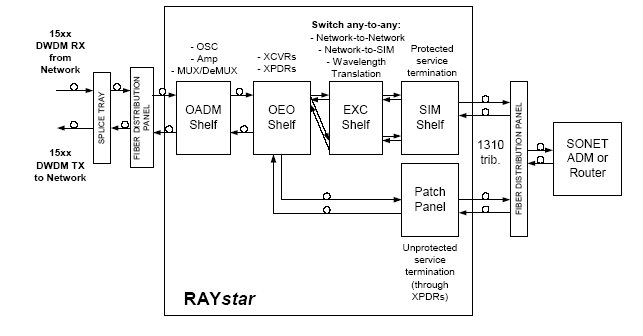 15xx
DWDM RX
from
Network
15xx
DWDM TX
to Network
SPLICE TRAY
FIBER DISTRIBUTION
PANEL
- OSC
- Amp
- MUX/DeMUX
OADM
Shelf
- XCVRs
- XPDRs
OEO
Shelf
Switch any-to-any:
- Network-to-Network
- Network-to-SIM
- Wavelength
Translation
EXC
Shelf
Protected
service
termination
SIM
Shelf
Patch
Panel
Unprotected
service
termination
(through
XPDRs)
1310
trib.
FIBER DISTRIBUTION PANEL
SONET
ADM or
Router
RAYstar